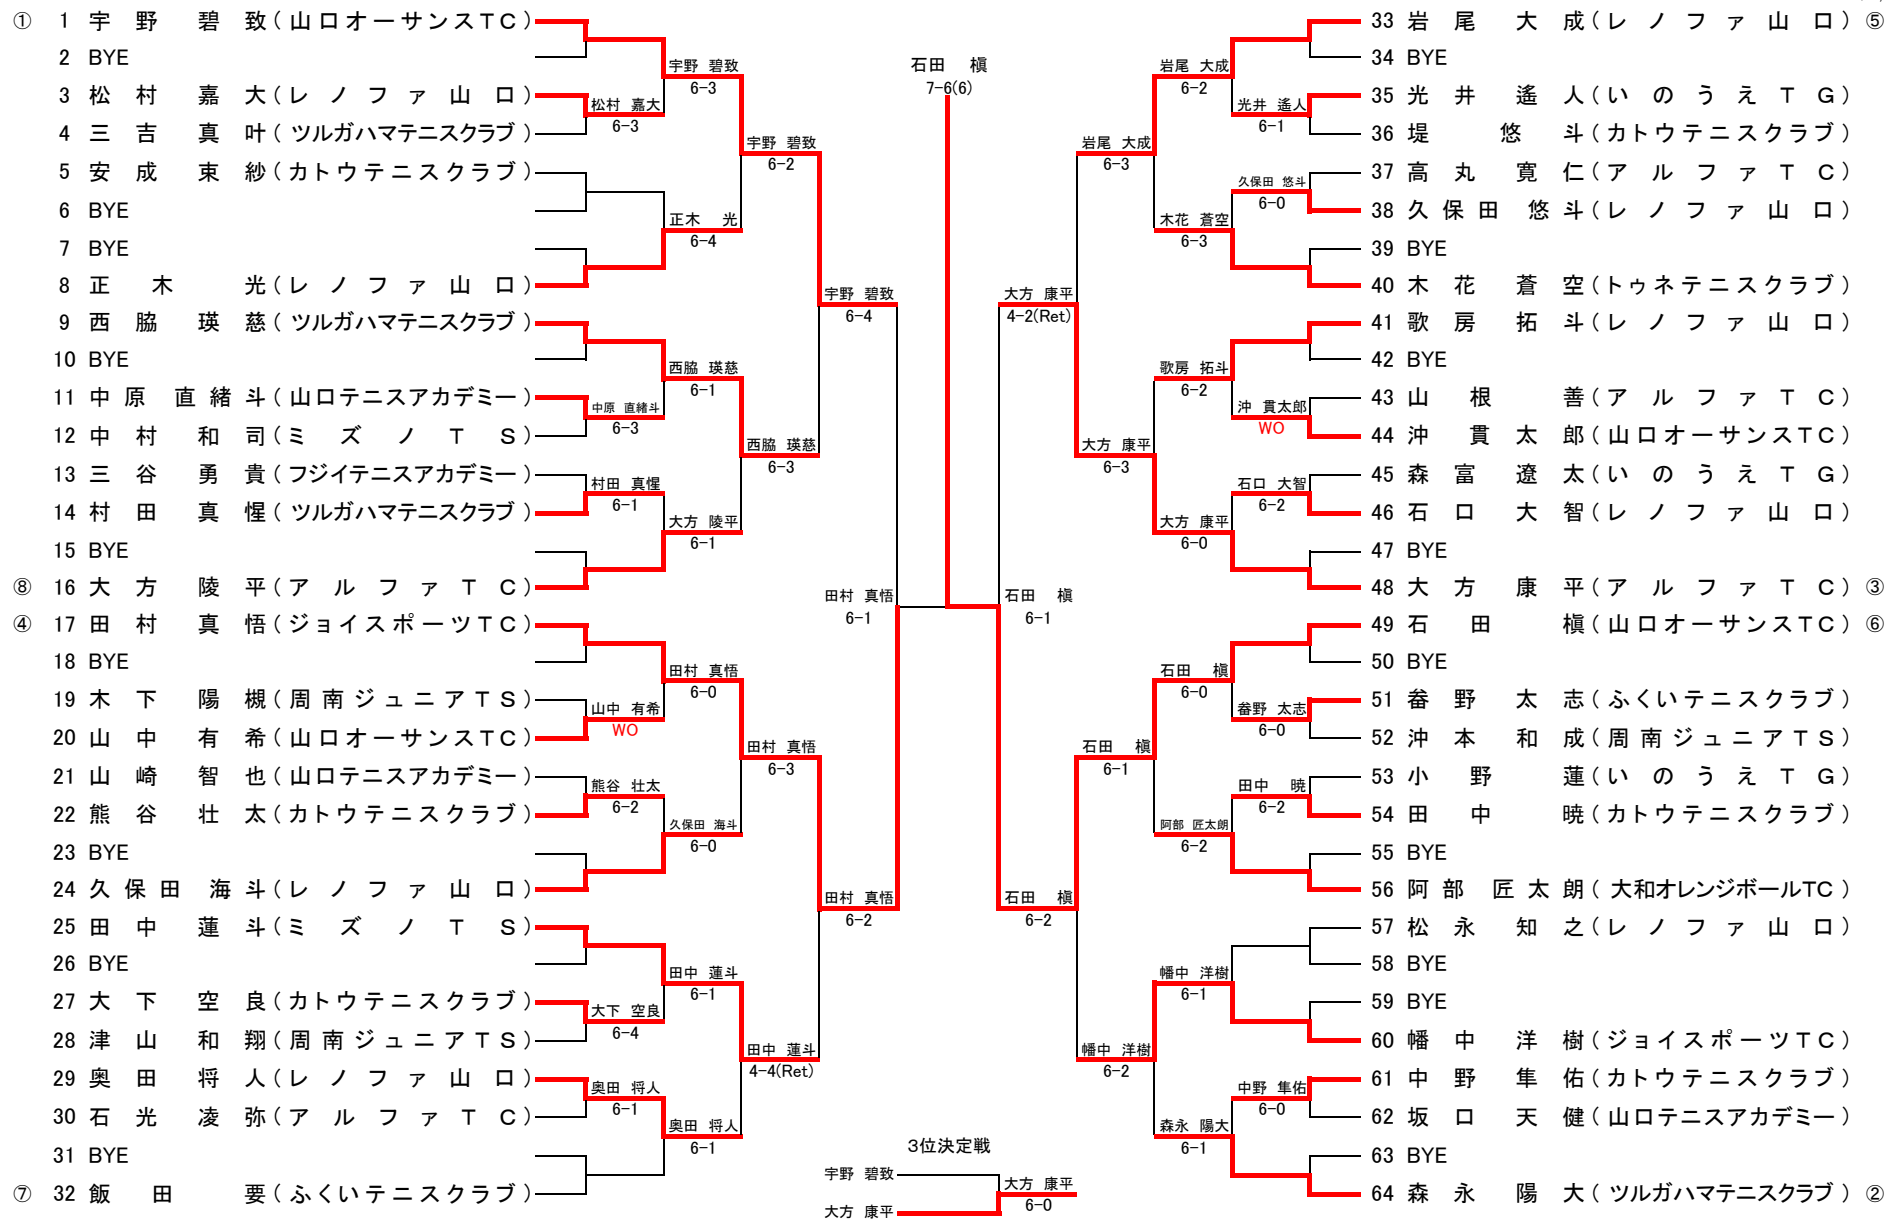 ① 1 宇野 碧致(山口オーサンスTC)
2 BYE
3 松村 嘉大(レノファ山口)
4 三吉 真叶(ツルガハマテニスクラブ)
5 安成 東紗(カトウテニスクラブ)
6 BYE
7 BYE
8 正木 光(レノファ山口)
9 西脇 瑛慈(ツルガハマテニスクラブ)
10 BYE
11 中原 直緒斗(山口テニスアカデミー)
12 中村 和司(ミズノTS)
13 三谷 勇貴(フジイテニスアカデミー)
14 村田 真惺(ツルガハマテニスクラブ)
15 BYE
⑧ 16 大方 陵平(アルファTC)
④ 17 田村 真悟(ジョイスポーツTC)
18 BYE
19 木下 陽槻(周南ジュニアTS)
20 山中 有希(山口オーサンスTC)
21 山崎 智也(山口テニスアカデミー)
22 熊谷 壮太(カトウテニスクラブ)
23 BYE
24 久保田 海斗(レノファ山口)
25 田中 蓮斗(ミズノTS)
26 BYE
27 大下 空良(カトウテニスクラブ)
28 津山 和翔(周南ジュニアTS)
29 奥田 将人(レノファ山口)
30 石光 凌弥(アルファTC)
31 BYE
⑦ 32 飯田 要(ふくいテニスクラブ)
松村 嘉大
6-3
中原 直緒斗
6-3
村田 真惺
6-1
山中 有希
WO
熊谷 壮太
6-2
大下 空良
6-4
奥田 将人
6-1
宇野 碧致
6-3
正木 光
6-4
西脇 瑛慈
6-1
大方 陵平
6-1
田村 真悟
6-0
久保田 海斗
6-0
田中 蓮斗
6-1
奥田 将人
6-1
宇野 碧致
6-2
西脇 瑛慈
6-3
田村 真悟
6-3
田中 蓮斗
4-4(Ret)
宇野 碧致
6-4
田村 真悟
6-2
田村 真悟
6-1
石田 槇
7-6(6)
石田 槇
6-1
大方 康平
4-2(Ret)
石田 槇
6-2
岩尾 大成
6-3
大方 康平
6-3
石田 槇
6-1
幡中 洋樹
6-2
岩尾 大成
6-2
木花 蒼空
6-3
歌房 拓斗
6-2
大方 康平
6-0
石田 槇
6-0
阿部 匠太朗
6-2
幡中 洋樹
6-1
森永 陽大
6-1
光井 遙人
6-1
久保田 悠斗
6-0
沖 貫太郎
WO
石口 大智
6-2
畚野 太志
6-0
田中 暁
6-2
中野 隼佑
6-0
33 岩尾 大成(レノファ山口) ⑤
34 BYE
35 光井 遙人(いのうえTG)
36 堤 悠斗(カトウテニスクラブ)
37 高丸 寛仁(アルファTC)
38 久保田 悠斗(レノファ山口)
39 BYE
40 木花 蒼空(トゥネテニスクラブ)
41 歌房 拓斗(レノファ山口)
42 BYE
43 山根 善(アルファTC)
44 沖 貫太郎(山口オーサンスTC)
45 森富 遼太(いのうえTG)
46 石口 大智(レノファ山口)
47 BYE
48 大方 康平(アルファTC) ③
49 石田 槇(山口オーサンスTC) ⑥
50 BYE
51 畚野 太志(ふくいテニスクラブ)
52 沖本 和成(周南ジュニアTS)
53 小野 蓮(いのうえTG)
54 田中 暁(カトウテニスクラブ)
55 BYE
56 阿部 匠太朗(大和オレンジボールTC)
57 松永 知之(レノファ山口)
58 BYE
59 BYE
60 幡中 洋樹(ジョイスポーツTC)
61 中野 隼佑(カトウテニスクラブ)
62 坂口 天健(山口テニスアカデミー)
63 BYE
64 森永 陽大(ツルガハマテニスクラブ) ②
3位決定戦
宇野 碧致
大方 康平
大方 康平
6-0